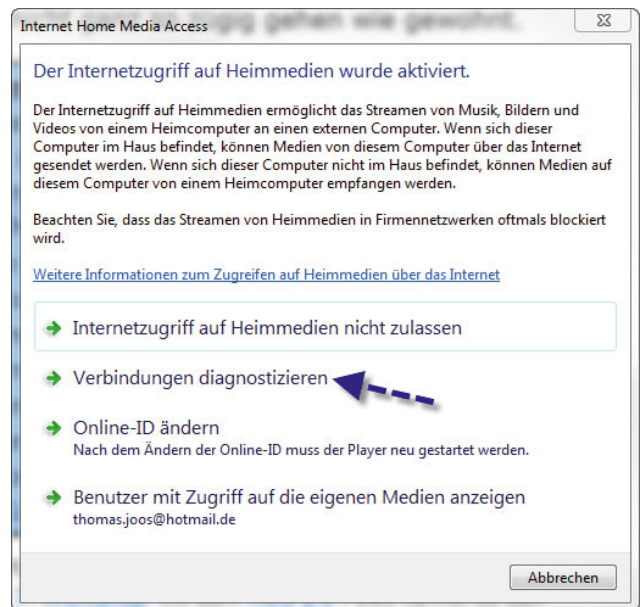 Internet Home Media Access
Der Internetzugriff auf Heimmedien wurde aktiviert.
Der Internetzugriff auf Heimmedien ermöglicht das Streamen von Musik, Bildern und
Videos von einem Heimcomputer an einen externen Computer. Wenn sich dieser
Computer im Haus befindet, können Medien von diesem Computer über das Internet
gesendet werden. Wenn sich dieser Computer nicht im Haus befindet, können Medien auf
diesem Computer von einem Heimcomputer empfangen werden.
Beachten Sie, dass das Streamen von Heimmedien in Firmennetzwerken oftmals blockiert
wird.
Weitere Informationen zum Zugreifen auf Heimmedien über das Internet
Internetzugriff auf Heimmedien nicht zulassen
Verbindungen diagnostizieren
Online-ID ändern
Nach dem Ändern der Online-ID muss der Player neu gestartet werden.
Benutzer mit Zugriff auf die eigenen Medien anzeigen
thomas.joos@hotmail.de
Abbrechen